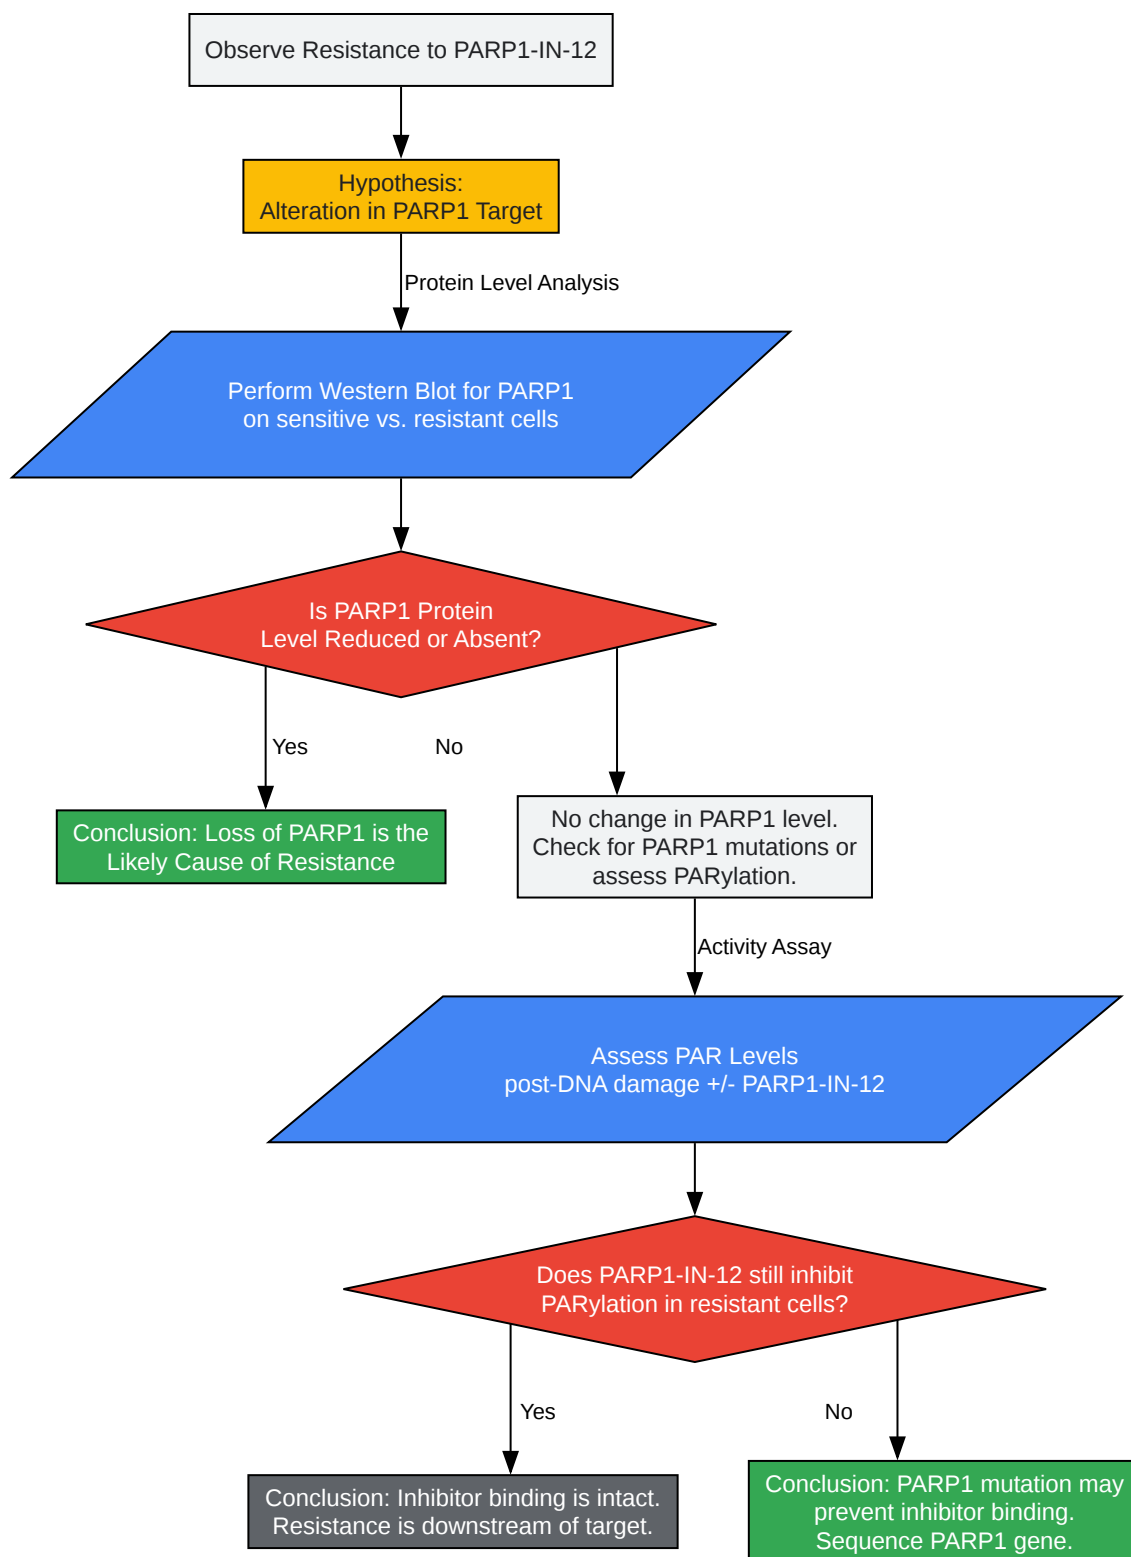 Observe Resistance to PARP1-IN-12
Hypothesis:
Alteration in PARP1 Target
Protein Level Analysis
Perform Western Blot for PARP1
on sensitive vs. resistant cells
Is PARP1 Protein
Level Reduced or Absent?
Yes
No
Conclusion: Loss of PARP1 is the
Likely Cause of Resistance
No change in PARP1 level.
Check for PARP1 mutations or
assess PARylation.
Activity Assay
Assess PAR Levels
post-DNA damage +/- PARP1-IN-12
Does PARP1-IN-12 still inhibit
PARylation in resistant cells?
Yes
No
Conclusion: Inhibitor binding is intact.
Resistance is downstream of target.
Conclusion: PARP1 mutation may
prevent inhibitor binding.
Sequence PARP1 gene.